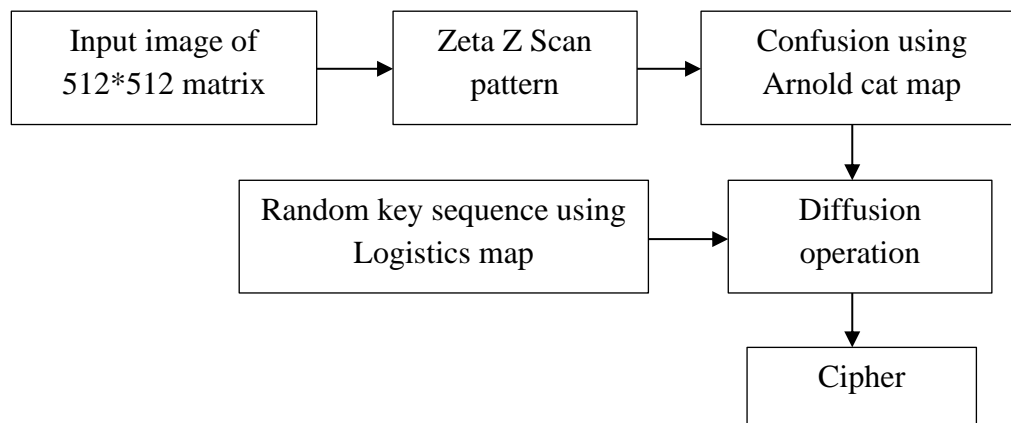 Input image of
512*512 matrix
Zeta Z Scan
pattern
Confusion using
Arnold cat map
Random key sequence using
Logistics map
Diffusion
operation
Cipher